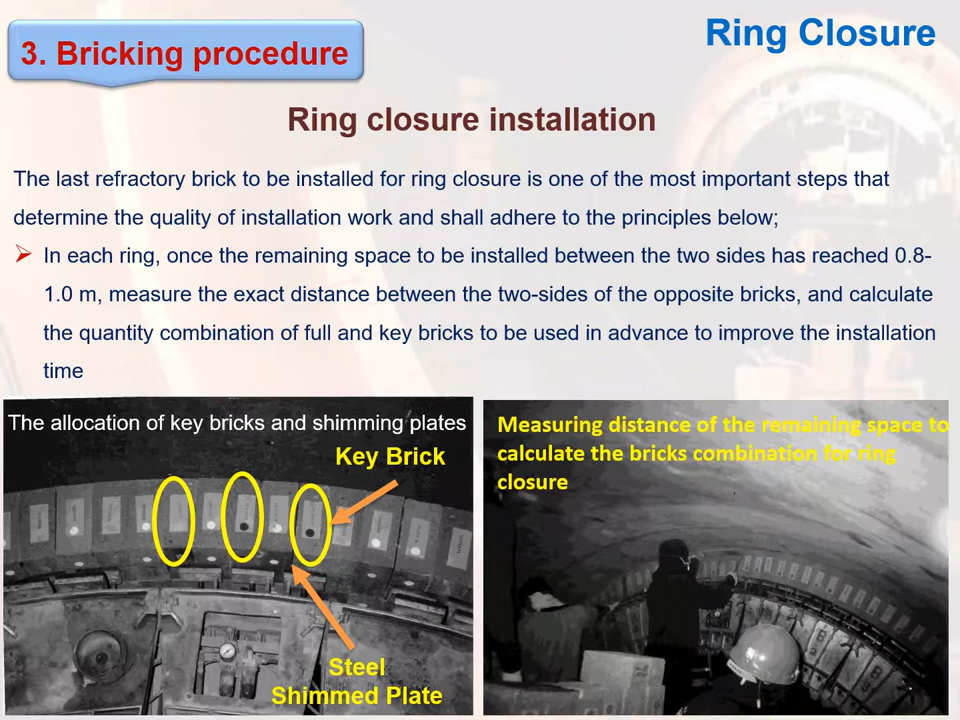 3. Bricking procedure
Ring Closure
Ring closure installation
The last refractory brick to be installed for ring closure is one of the most important steps that
determine the quality of installation work and shall adhere to the principles below;
In each ring, once the remaining space to be installed between the two sides has reached 0.8-
1.0 m, measure the exact distance between the two-sides of the opposite bricks, and calculate
the quantity combination of full and key bricks to be used in advance to improve the installation
time
The allocation of key bricks and shimming plates
Key Brick
Steel
Shimmed Plate
Measuring distance of the remaining space to
calculate the bricks combination for ring
closure